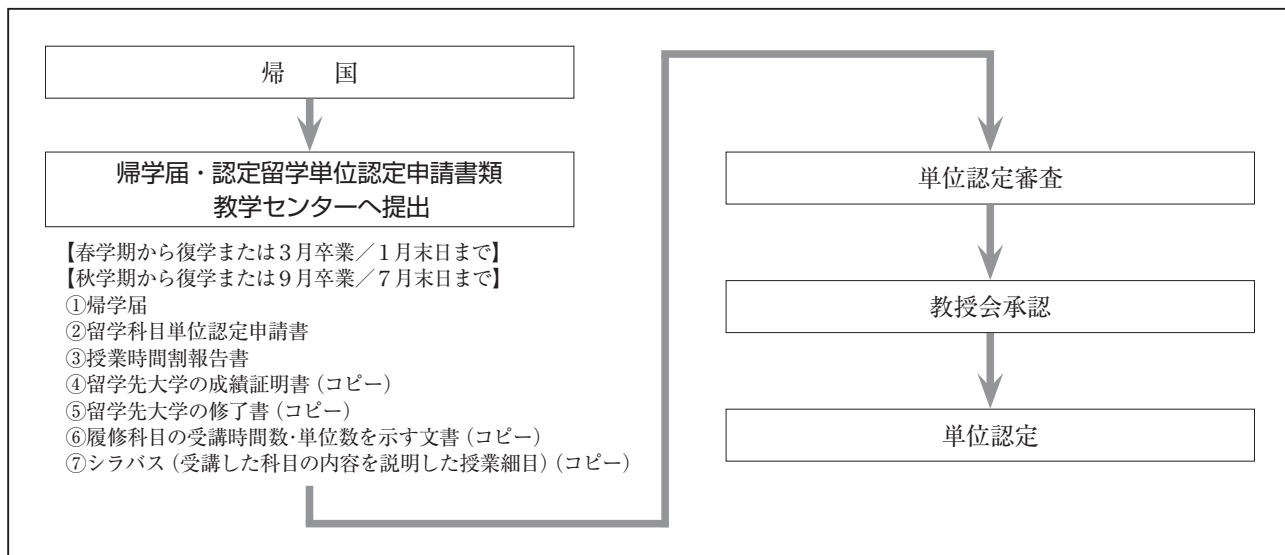 帰　　国
帰学届・認定留学単位認定申請書類
教学センターへ提出
【春学期から復学または３月卒業／１月末日まで】
【秋学期から復学または９月卒業／７月末日まで】
①帰学届
②留学科目単位認定申請書
③授業時間割報告書
④留学先大学の成績証明書（コピー）
⑤留学先大学の修了書（コピー）
⑥履修科目の受講時間数・単位数を示す文書（コピー）
⑦シラバス（受講した科目の内容を説明した授業細目）（コピー）
単位認定審査
教授会承認
単位認定